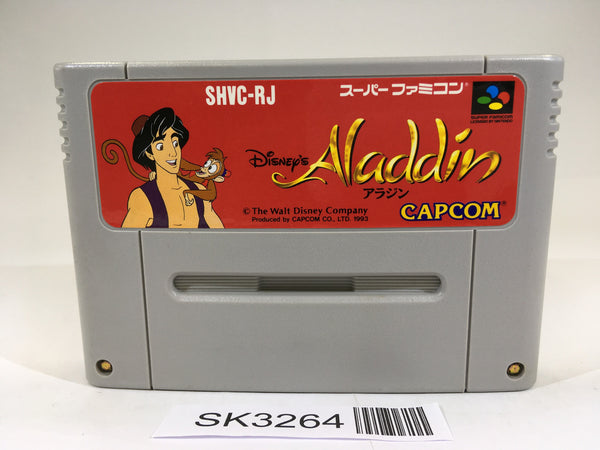 SHVC-RJ
スーパーファミコン
SUPER FAMICOM
LICENSED BY NINTENDO
Disney's Aladdin
アラジン
© The Walt Disney Company
Produced by CAPCOM CO., LTD. 1993
CAPCOM
SK3264